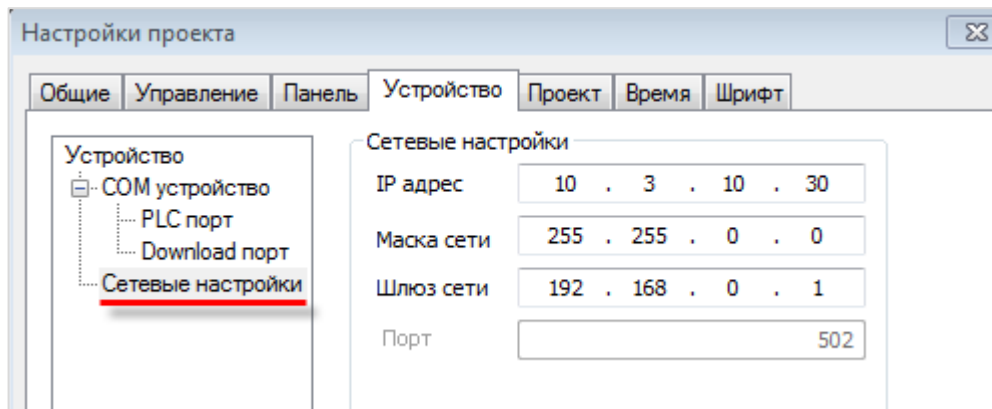 Настройки проекта
Общие Управление Панель Устройство Проект Время Шрифт
Устройство
COM устройство
PLC порт
Download порт
Сетевые настройки
Сетевые настройки
IP адрес 10 . 3 . 10 . 30
Маска сети 255 . 255 . 0 . 0
Шлюз сети 192 . 168 . 0 . 1
Порт 502